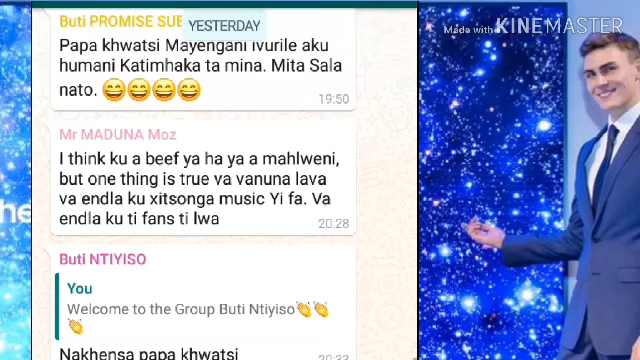 Made with KINEMASTER
Buti PROMISE SUB
YESTERDAY
Papa khwatsi Mayengani ivurile aku
humani Katimhaka ta mina. Mita Sala
nato. 😄😄😄😄
19:50
Mr MADUNA Moz
I think ku a beef ya ha ya a mahlweni,
but one thing is true va vanuna lava
va endla ku xitsonga music Yi fa. Va
endla ku ti fans ti lwa
20:28
Buti NTIYISO
You
Welcome to the Group Buti Ntiyiso👏👏
👏
Nakhensa papa khwatsi
20:33
he